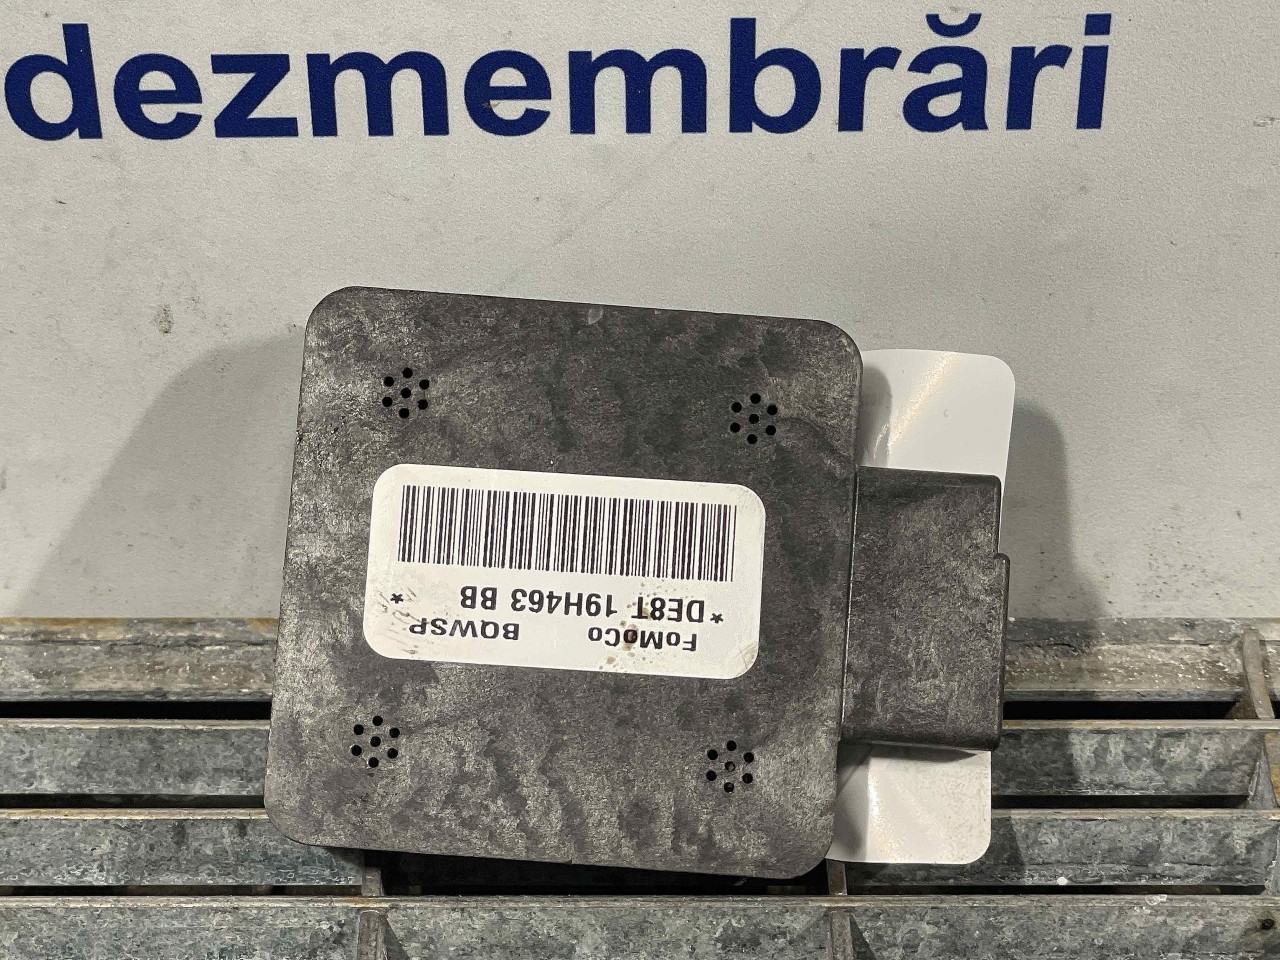 dezmembrări
FoMoCo BQWSP
*DE8T 19H463 BB *